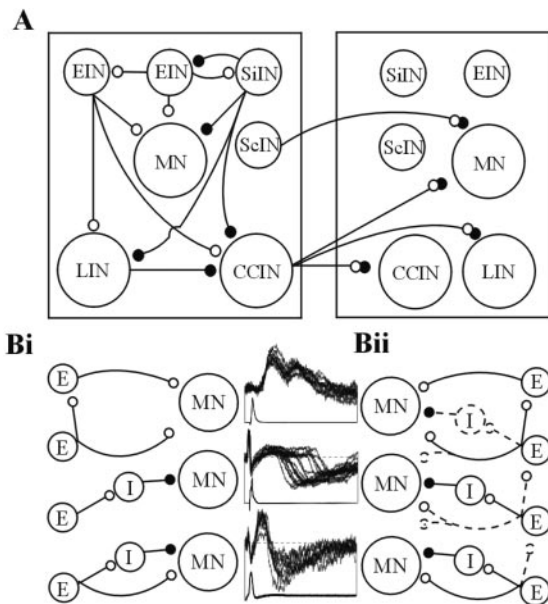 A
EIN EIN SiIN SiIN EIN
MN ScIN ScIN MN
LIN CCIN CCIN LIN
Bi Bii
E MN MN E
E I E
E I MN MN I E
E I MN MN I E